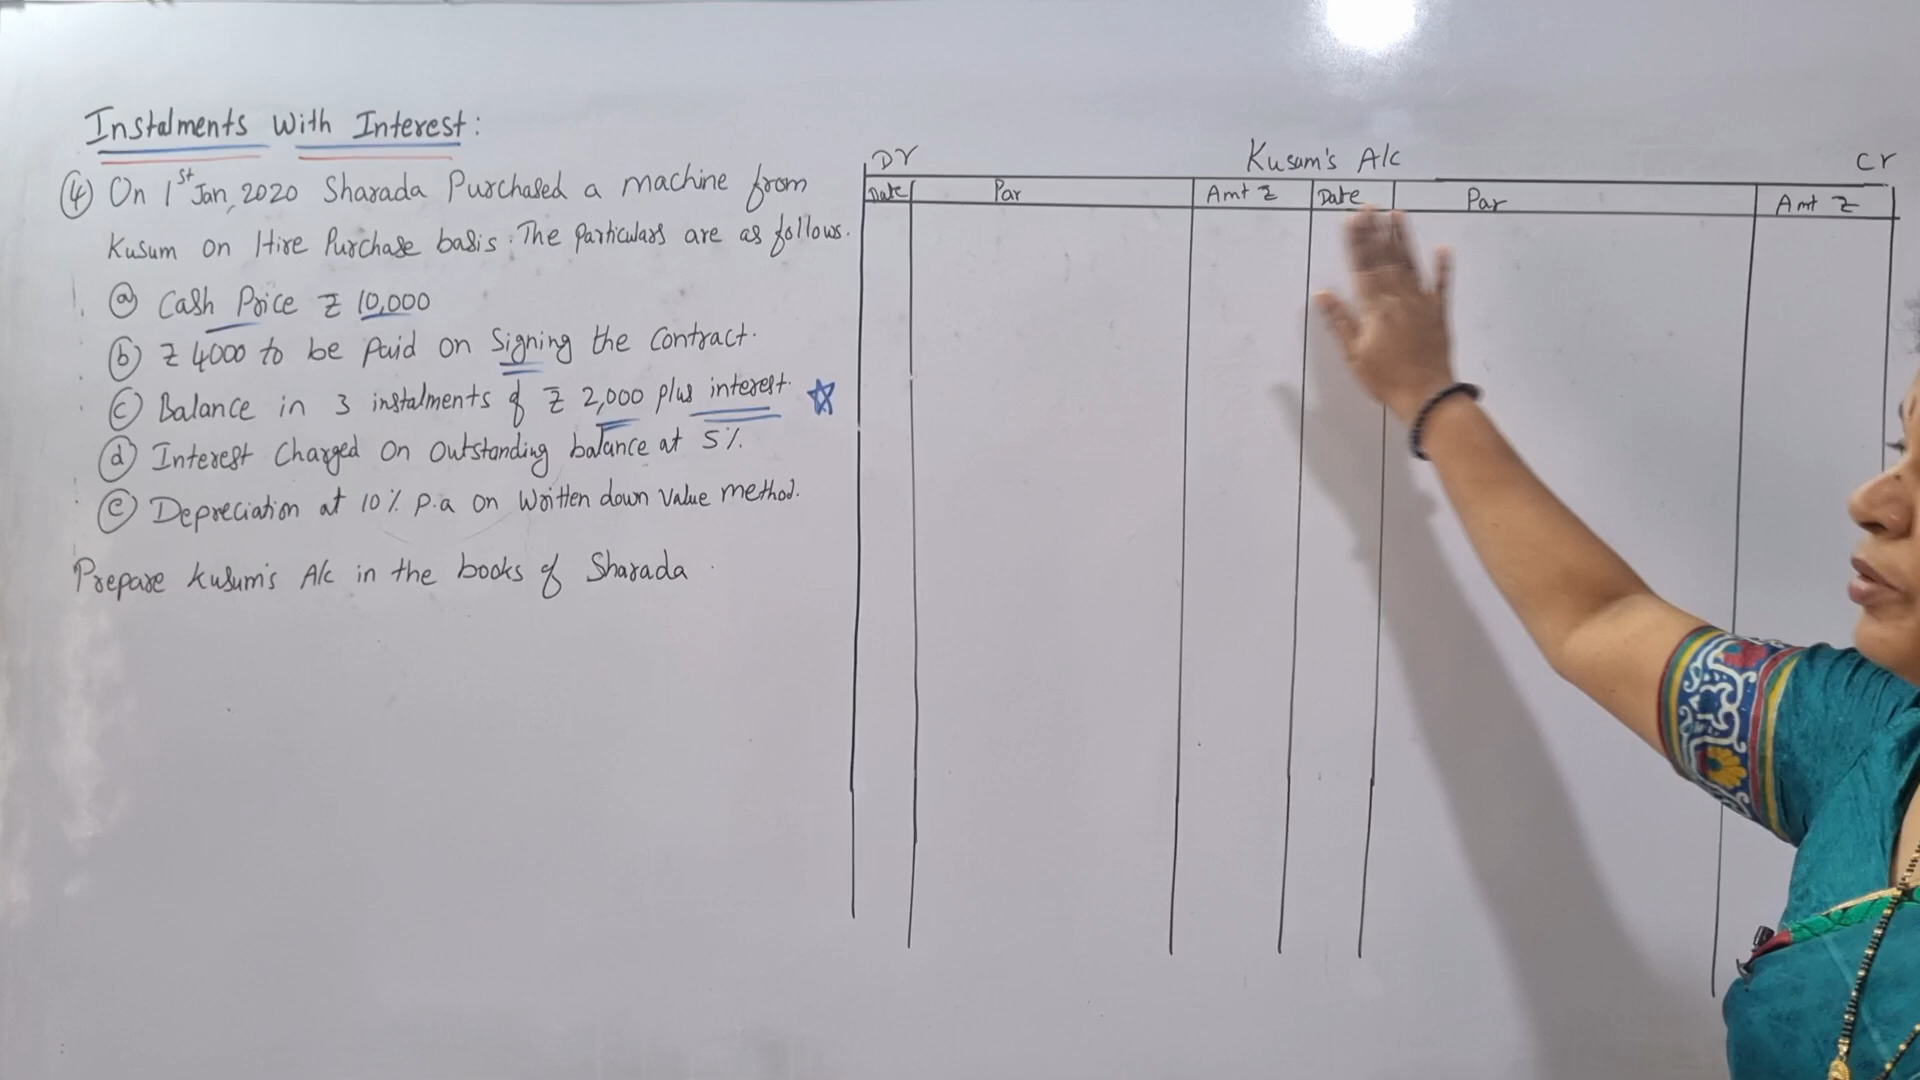 Instalments With Interest:
④ On 1st Jan, 2020 Sharada Purchased a machine from
Kusum on Hire Purchase basis. The Particulars are as follows.
ⓐ Cash Price ₹ 10,000
ⓑ ₹ 4000 to be paid on Signing the contract.
ⓒ Balance in 3 instalments of ₹ 2,000 plus interest.
ⓓ Interest Charged On Outstanding balance at 5%.
ⓔ Depreciation at 10% p.a on Written down Value method.
Prepare Kusum's A/c in the books of Sharada
Dr Kusum's A/c Cr
Date Par Amt ₹ Date Par Amt ₹